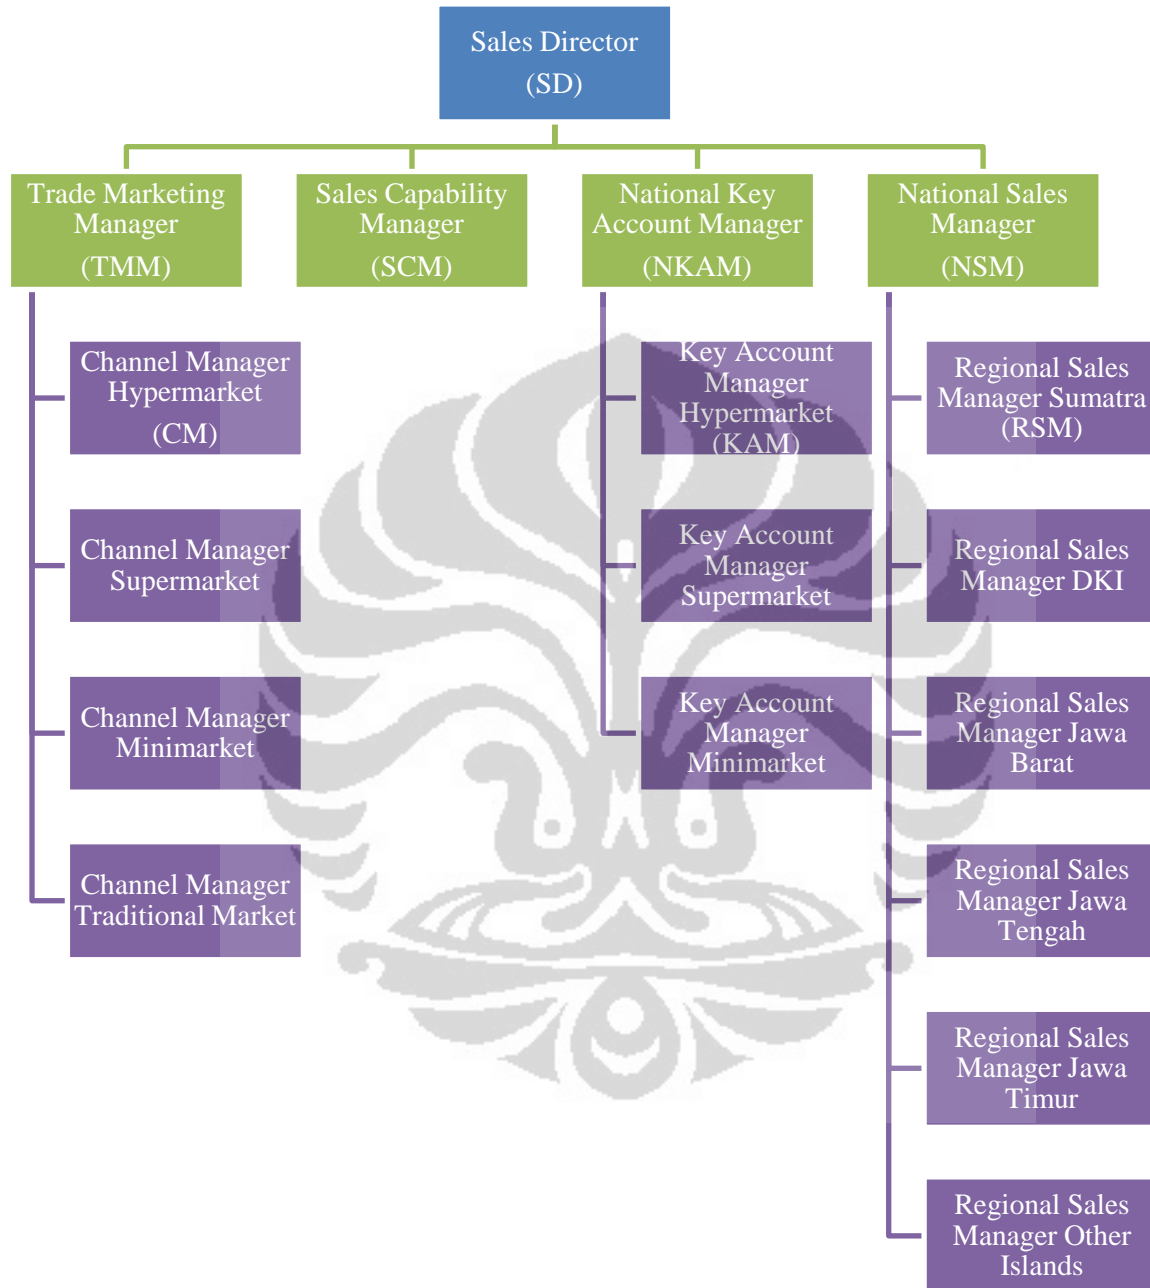 Sales Director
(SD)
Trade Marketing
Manager
(TMM)
Sales Capability
Manager
(SCM)
National Key
Account Manager
(NKAM)
National Sales
Manager
(NSM)
Channel Manager
Hypermarket
(CM)
Channel Manager
Supermarket
Channel Manager
Minimarket
Channel Manager
Traditional Market
Key Account
Manager
Hypermarket
(KAM)
Key Account
Manager
Supermarket
Key Account
Manager
Minimarket
Regional Sales
Manager Sumatra
(RSM)
Regional Sales
Manager DKI
Regional Sales
Manager Jawa
Barat
Regional Sales
Manager Jawa
Tengah
Regional Sales
Manager Jawa
Timur
Regional Sales
Manager Other
Islands